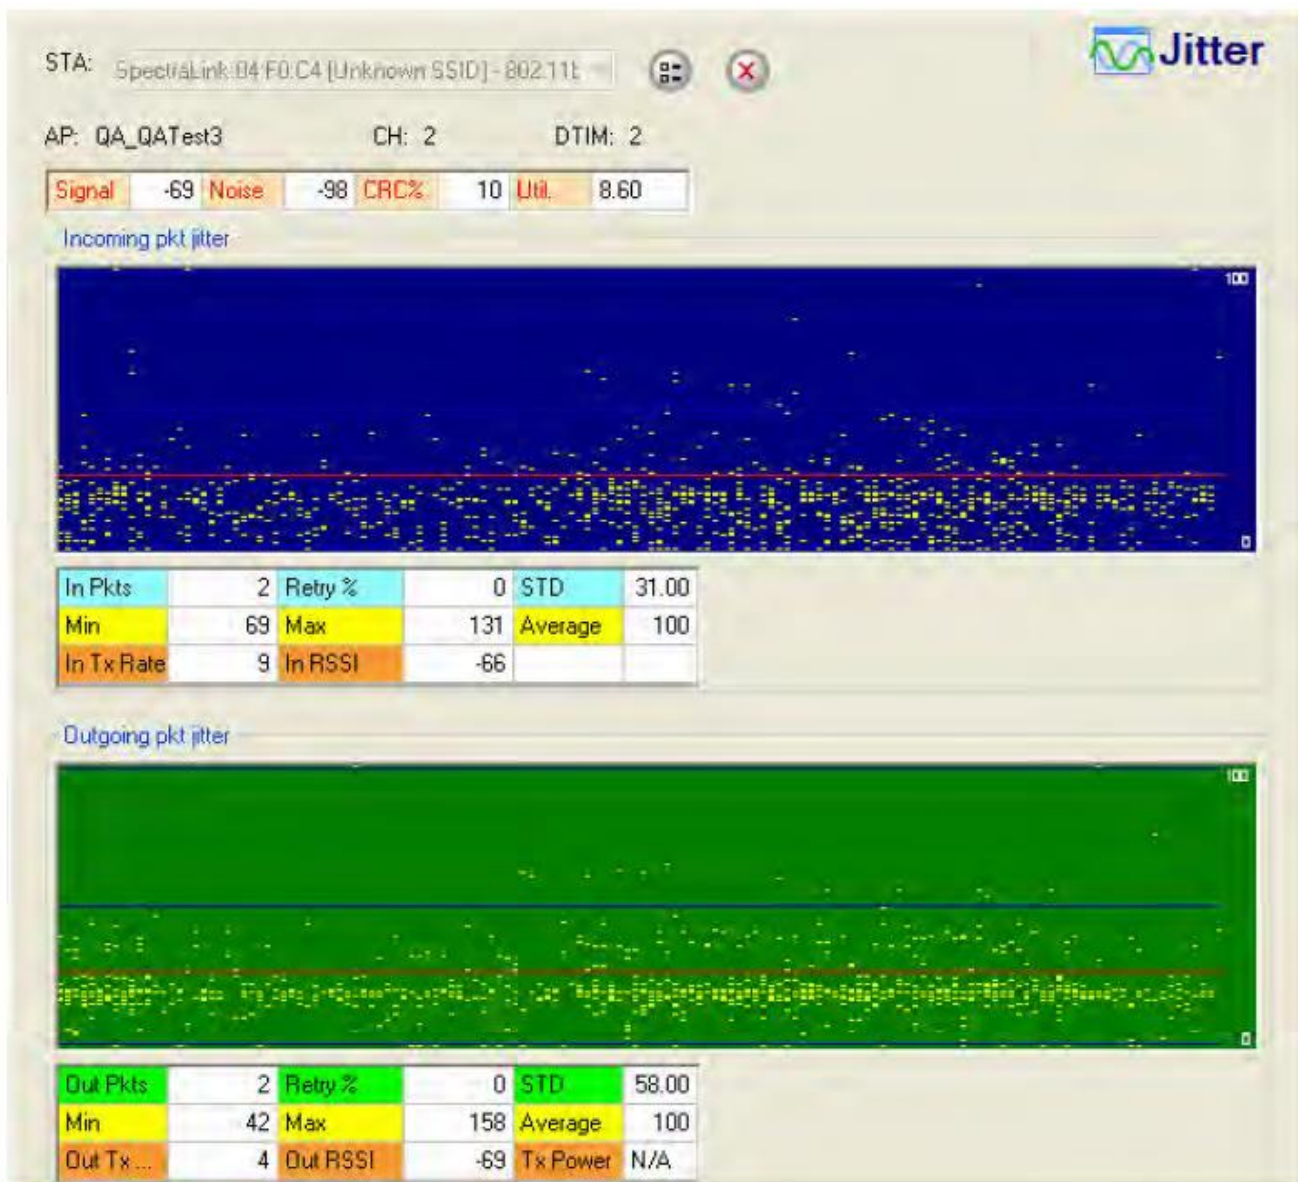 Jitter
STA: SpectraLink:04:F0:C4 [Unknown SSID] - 802.11b
AP: QA_QATest3 CH: 2 DTIM: 2
Signal -69 Noise -98 CRC% 10 Util. 8.60
Incoming pkt jitter
100
0
In Pkts 2 Retry % 0 STD 31.00
Min 69 Max 131 Average 100
In Tx Rate 9 In RSSI -66
Outgoing pkt jitter
100
0
Out Pkts 2 Retry % 0 STD 58.00
Min 42 Max 158 Average 100
Out Tx ... 4 Out RSSI -69 Tx Power N/A